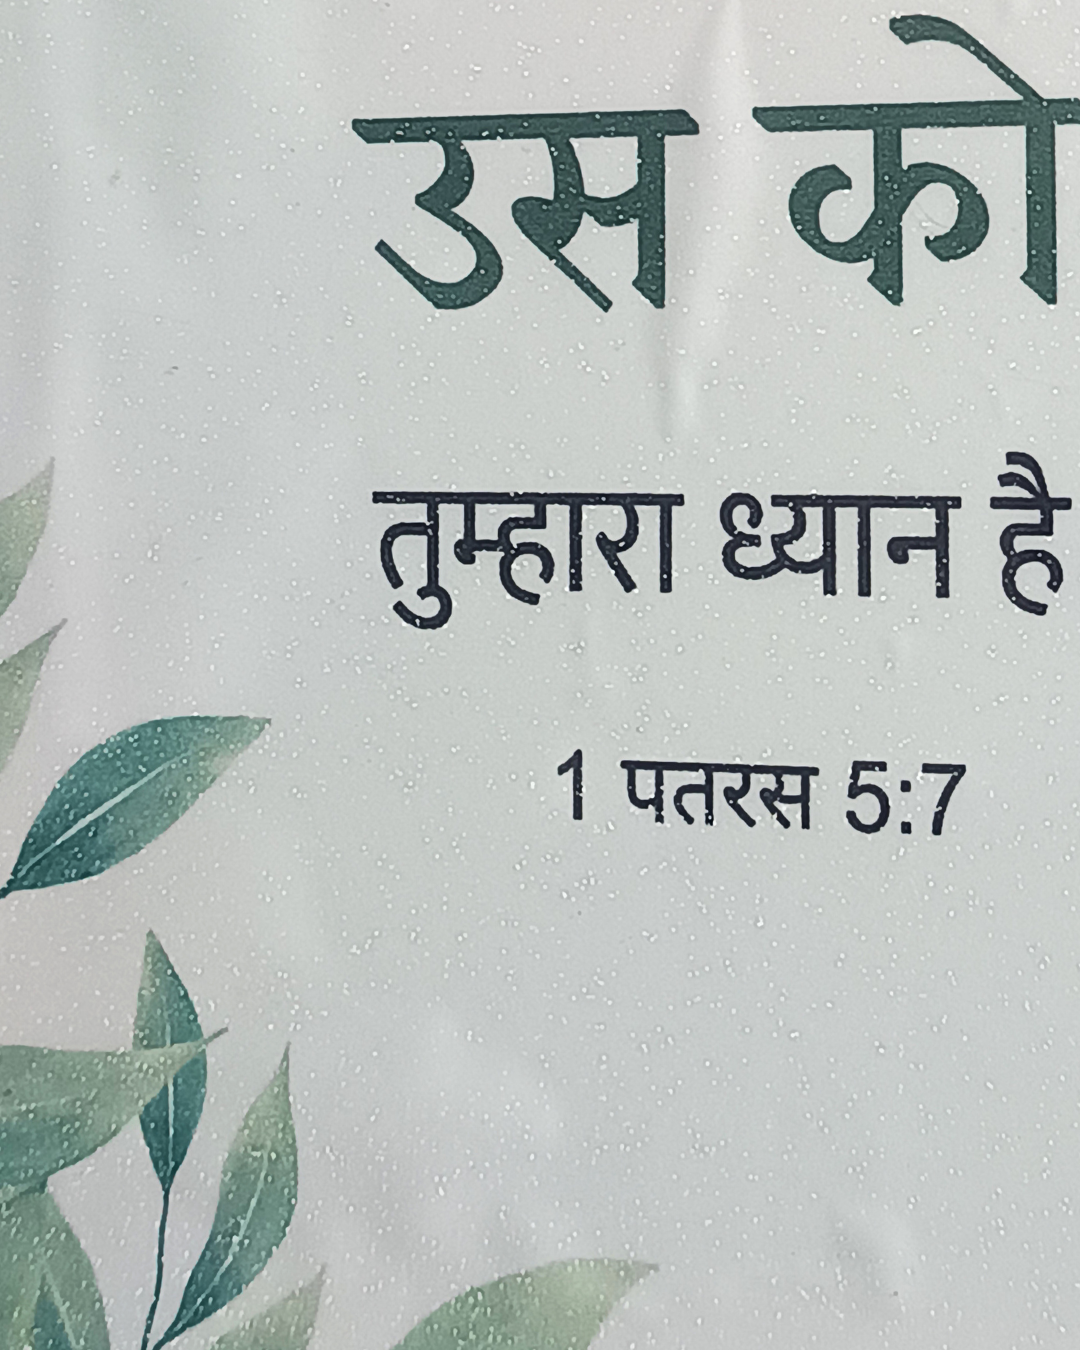 उस को
तुम्हारा ध्यान है
1 पतरस 5:7